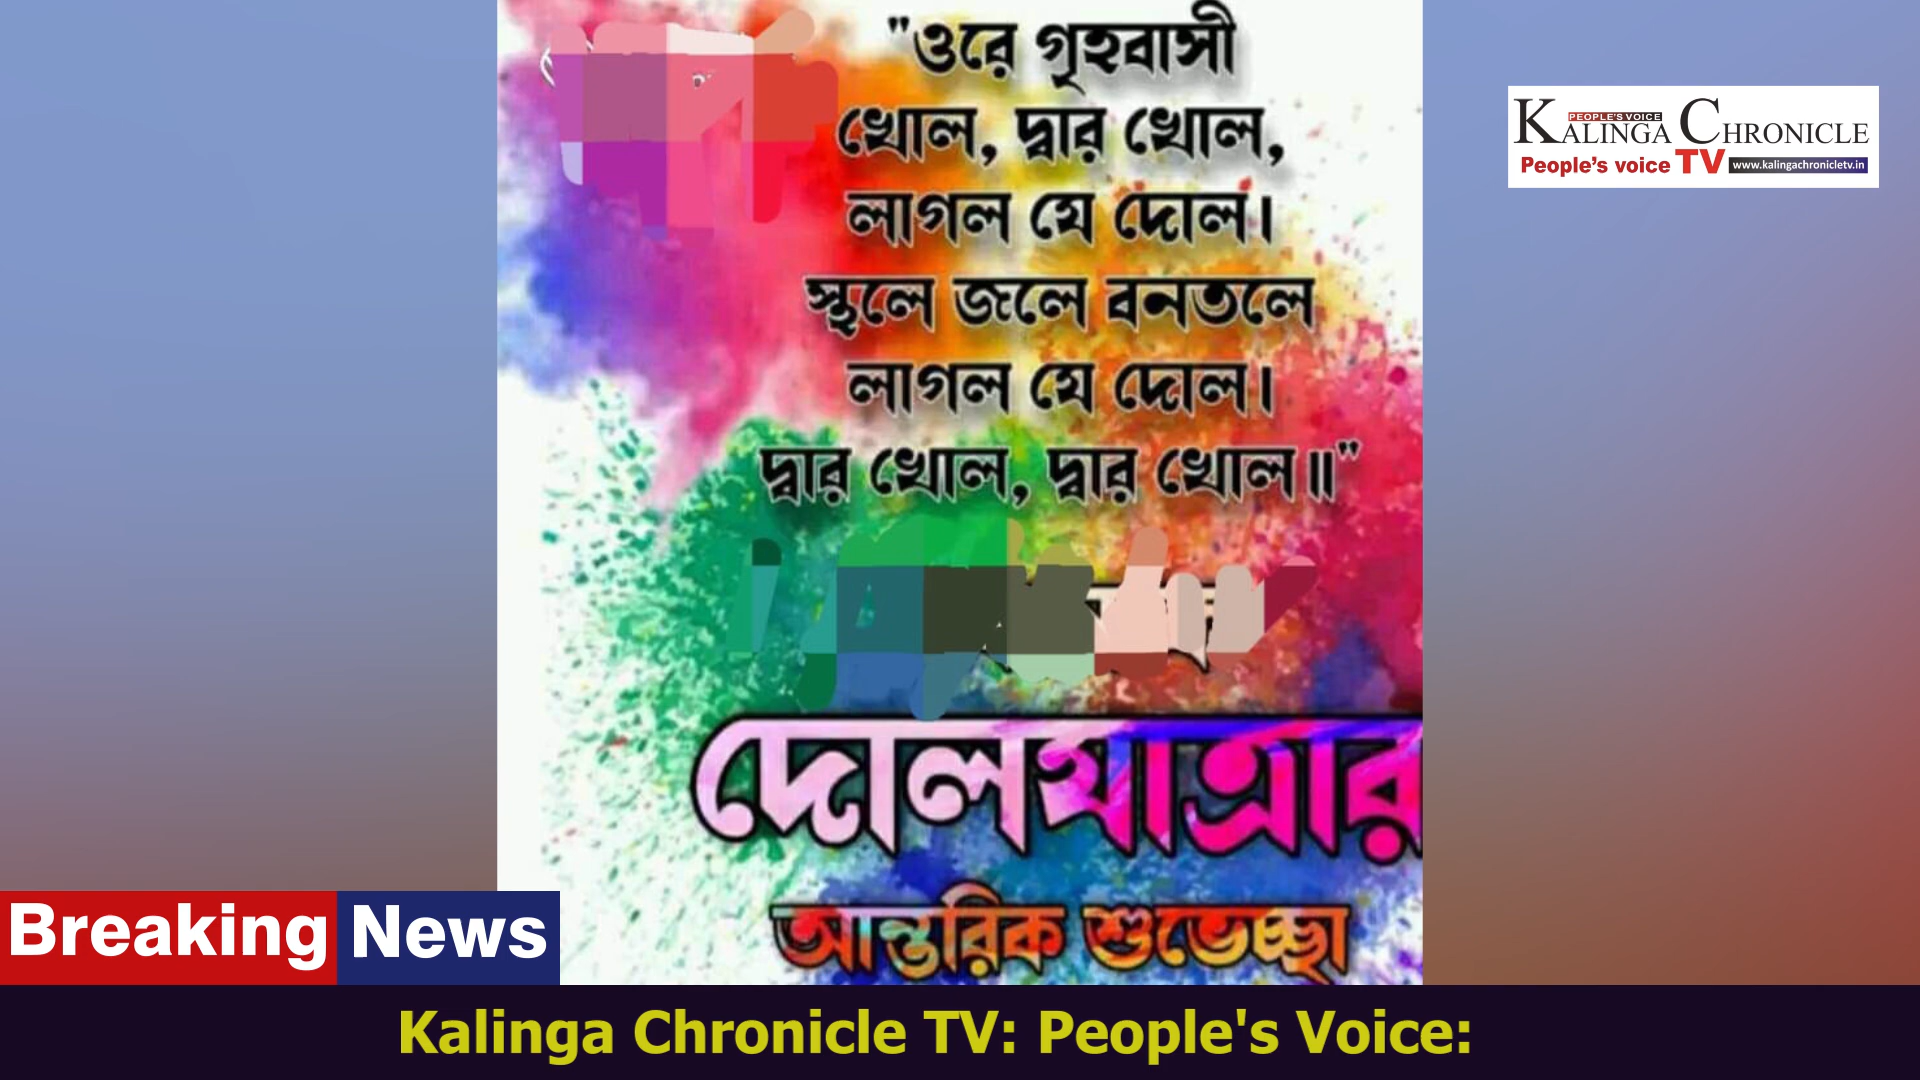 "ওরে গৃহবাসী
খোল, দ্বার খোল,
লাগল যে দোল।
স্থলে জলে বনতলে
লাগল যে দোল।
দ্বার খোল, দ্বার খোল॥"
দোলযাত্রার
আন্তরিক শুভেচ্ছা
PEOPLE'S VOICE
KALINGA CHRONICLE
People's voice TV www.kalingachronicletv.in
Breaking News
Kalinga Chronicle TV: People's Voice: